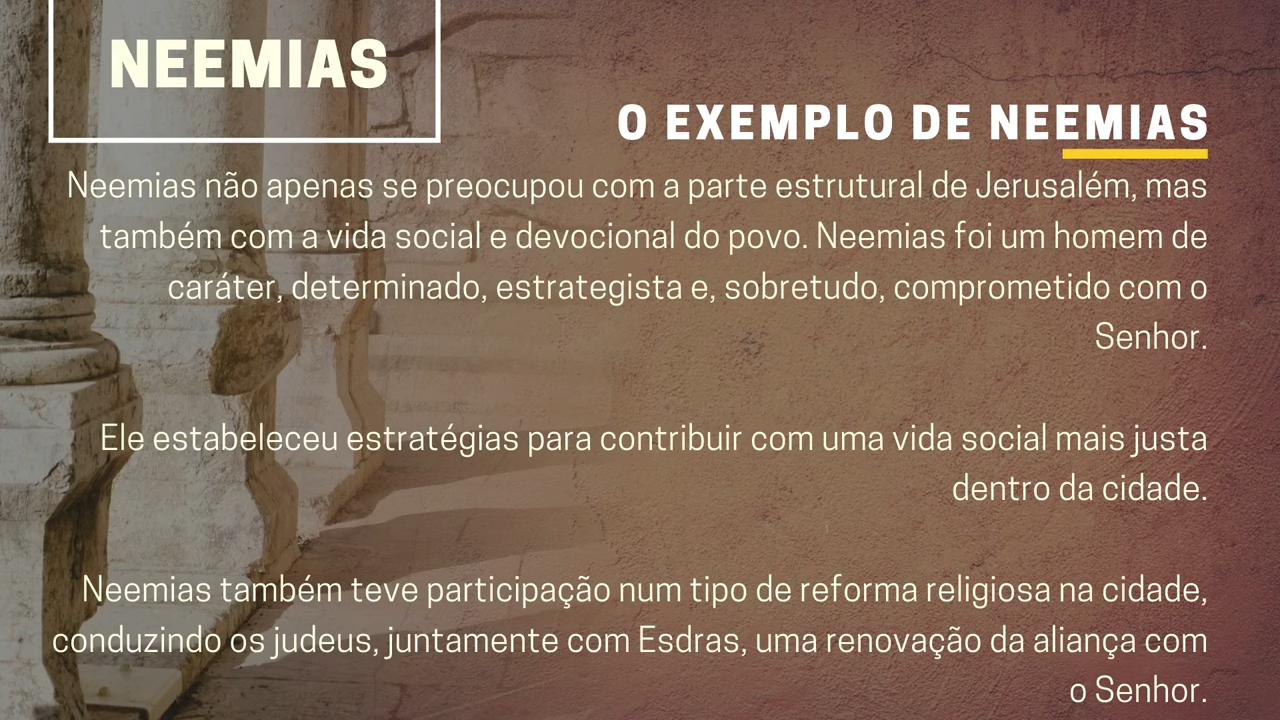 NEEMIAS
O EXEMPLO DE NEEMIAS
Neemias não apenas se preocupou com a parte estrutural de Jerusalém, mas
também com a vida social e devocional do povo. Neemias foi um homem de
caráter, determinado, estrategista e, sobretudo, comprometido com o
Senhor.
Ele estabeleceu estratégias para contribuir com uma vida social mais justa
dentro da cidade.
Neemias também teve participação num tipo de reforma religiosa na cidade,
conduzindo os judeus, juntamente com Esdras, uma renovação da aliança com
o Senhor.